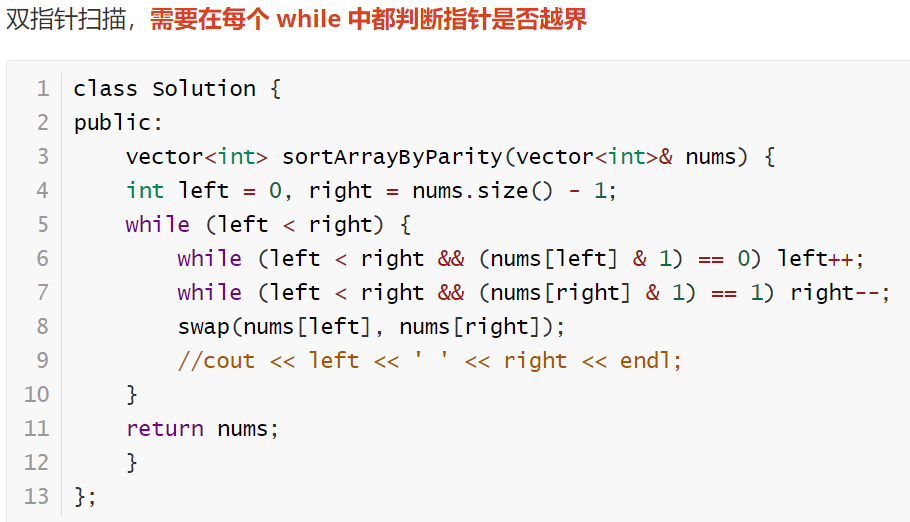 双指针扫描，需要在每个 while 中都判断指针是否越界
1 class Solution {
2 public:
3     vector<int> sortArrayByParity(vector<int>& nums) {
4     int left = 0, right = nums.size() - 1;
5     while (left < right) {
6         while (left < right && (nums[left] & 1) == 0) left++;
7         while (left < right && (nums[right] & 1) == 1) right--;
8         swap(nums[left], nums[right]);
9         //cout << left << ' ' << right << endl;
10     }
11     return nums;
12     }
13 };